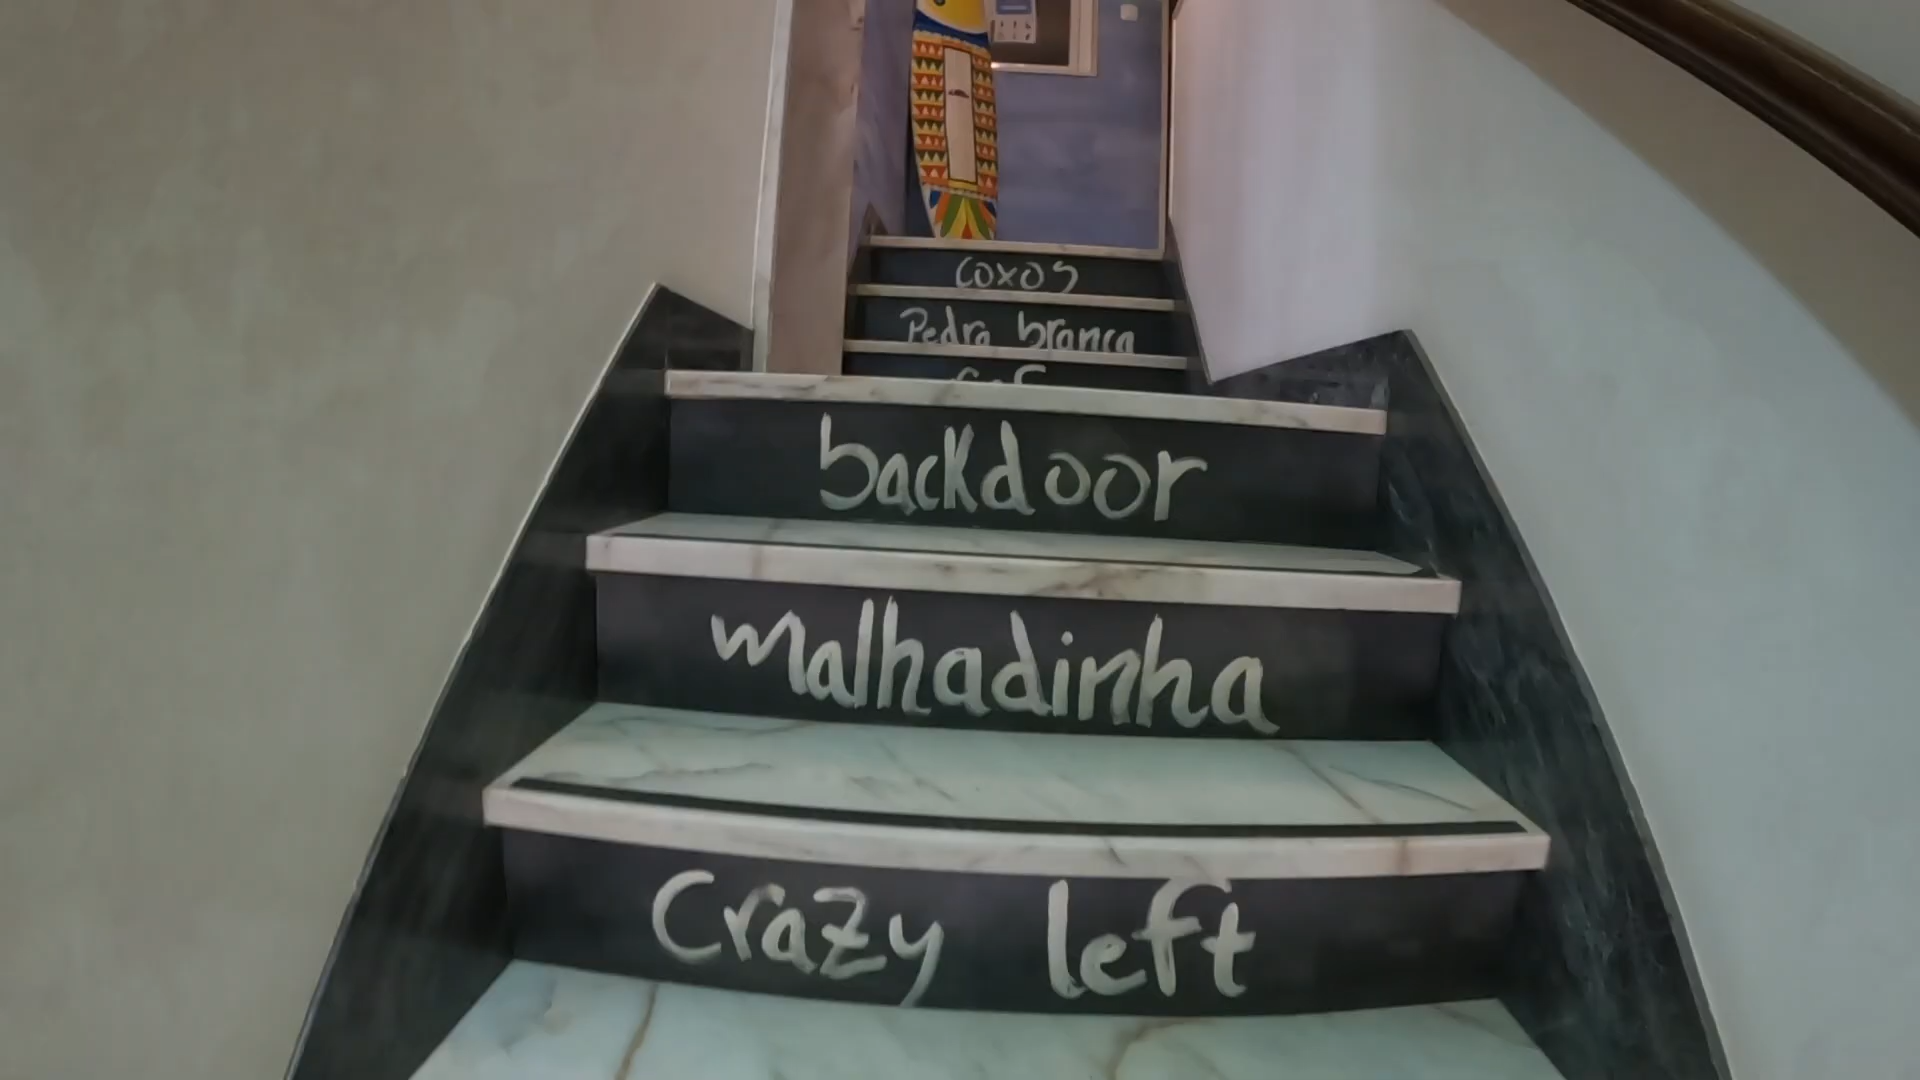 coxos
Pedra branca
backdoor
malhadinha
Crazy left